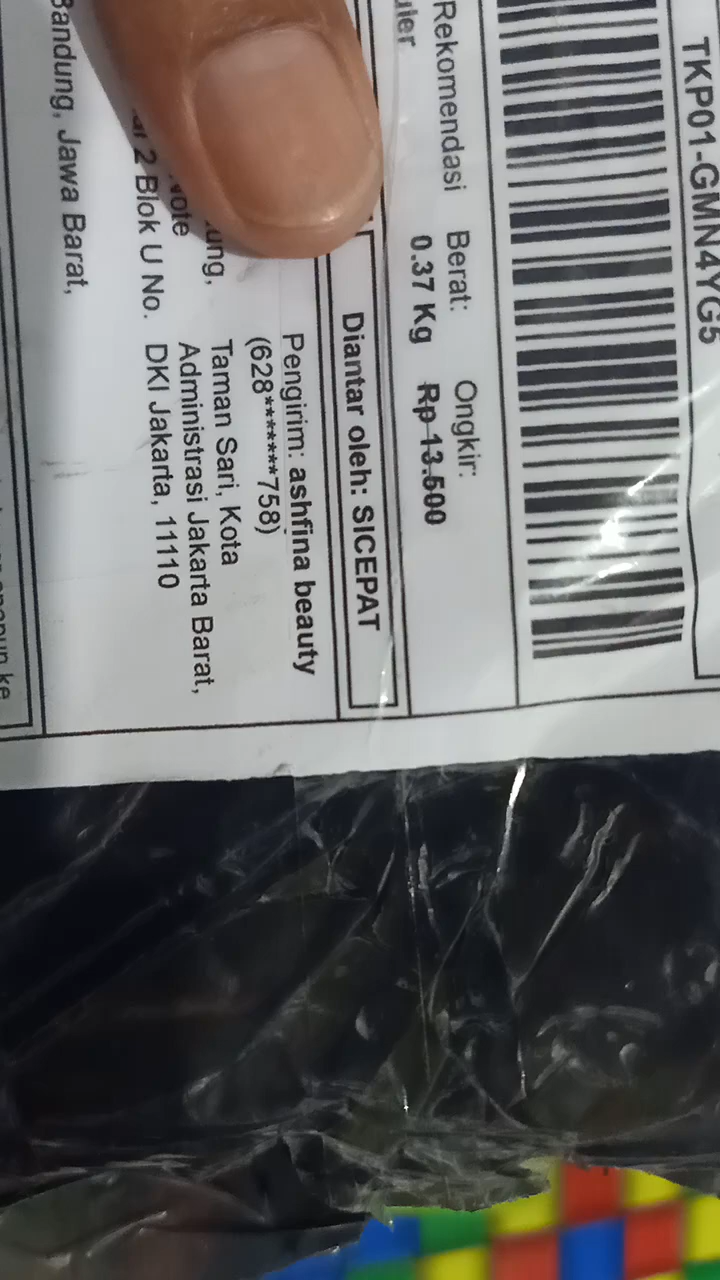 TKP01-GMN4YG5
Rekomendasi Berat: Ongkir:
0.37 Kg Rp 13.500
Diantar oleh: SICEPAT
Pengirim: ashfina beauty
(628******758)
Taman Sari, Kota
Administrasi Jakarta Barat,
DKI Jakarta, 11110
2 Blok U No.
Bandung, Jawa Barat,